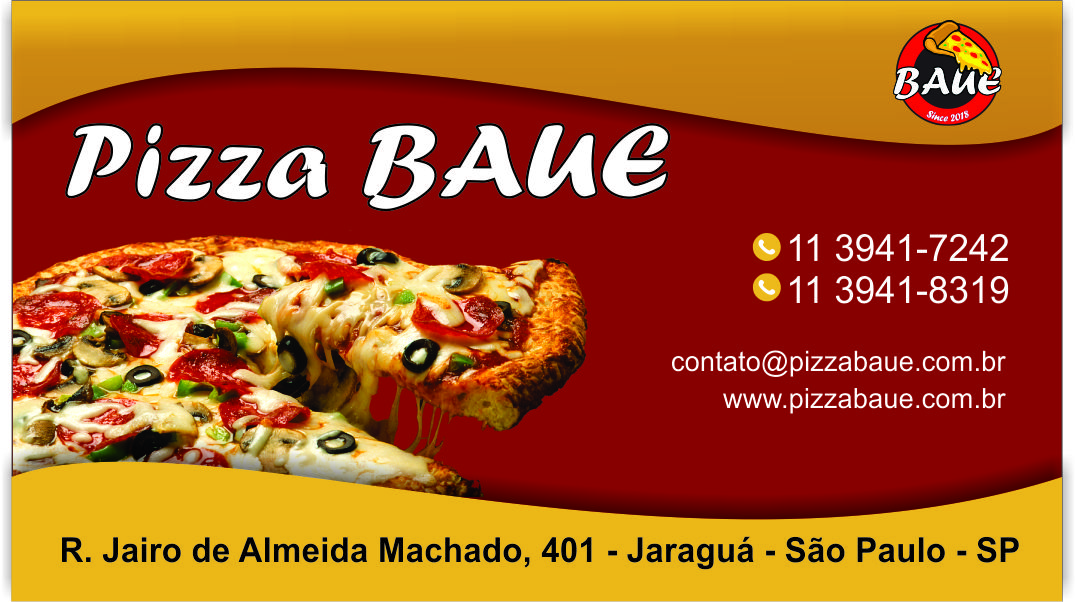 BAUE
Since 2018
Pizza BAUE
11 3941-7242
11 3941-8319
contato@pizzabaue.com.br
www.pizzabaue.com.br
R. Jairo de Almeida Machado, 401 - Jaraguá - São Paulo - SP